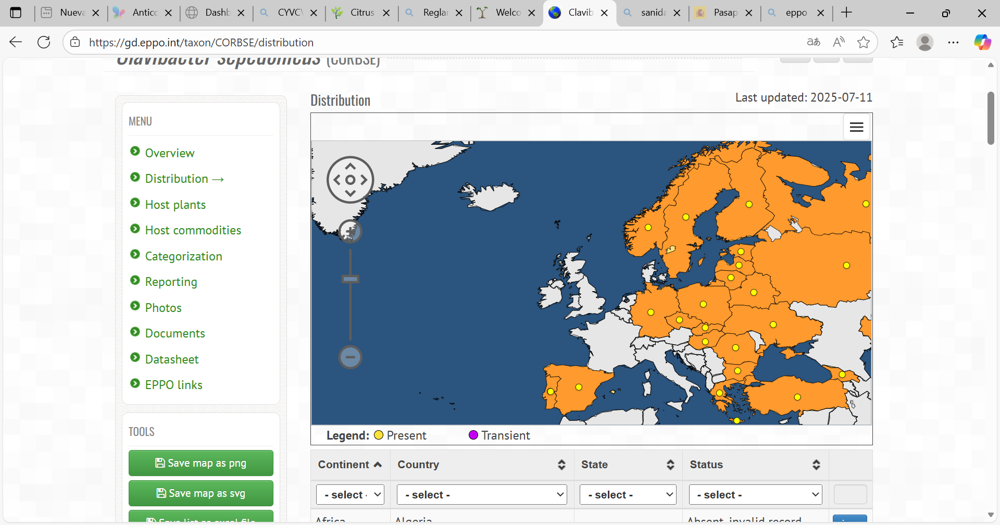 Nueva
Antico
Dashb
CYVCV
Citrus
Reglar
Welco
Clavib
sanida
Pasap
eppo
https://gd.eppo.int/taxon/CORBSE/distribution
Clavibacter sepedonicus (CORBSE)
MENU
Overview
Distribution →
Host plants
Host commodities
Categorization
Reporting
Photos
Documents
Datasheet
EPPO links
TOOLS
Save map as png
Save map as svg
Save list as excel file
Distribution
Last updated: 2025-07-11
Legend: Present Transient
Continent Country State Status
- select - - select - - select - - select -
Africa Algeria Absent, invalid record